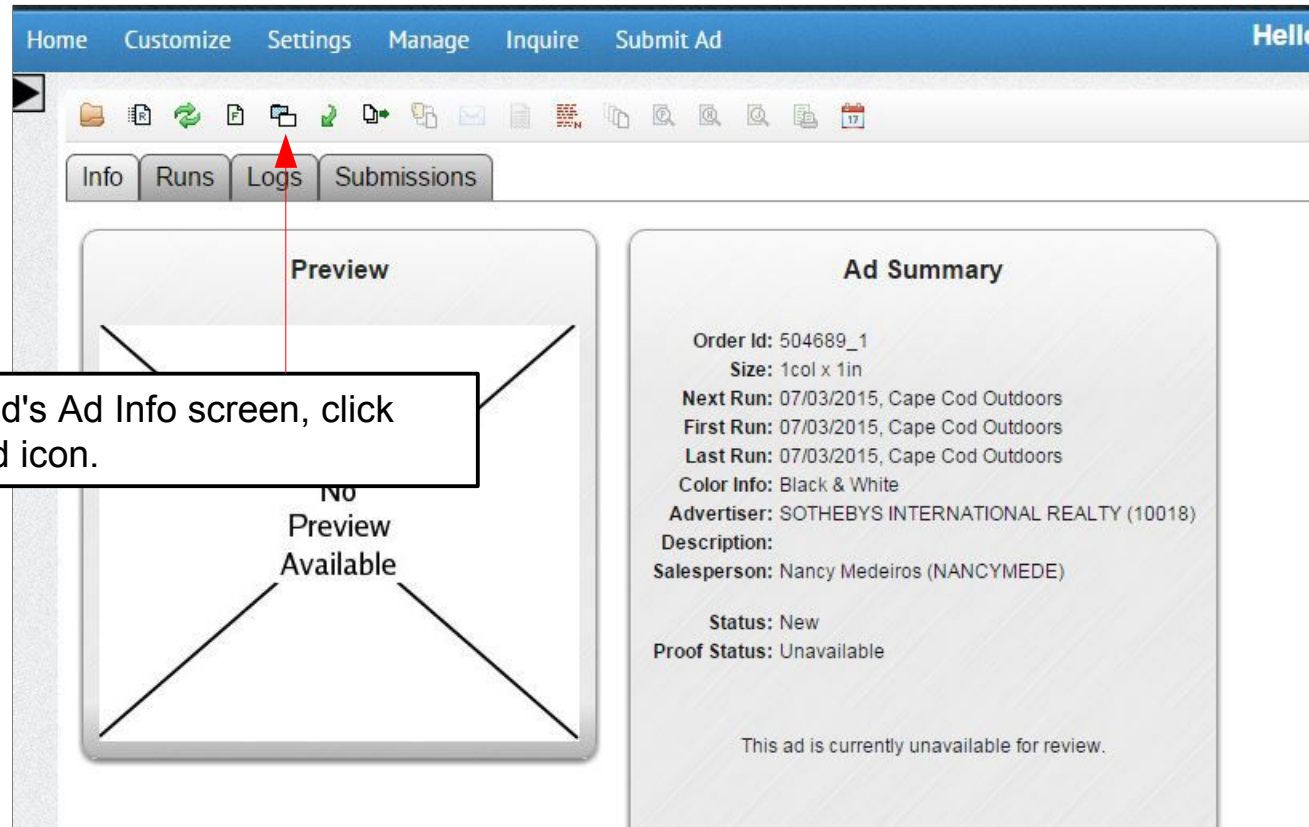 Home Customize Settings Manage Inquire Submit Ad Hello
Info Runs Logs Submissions
Preview
d's Ad Info screen, click
d icon.
No
Preview
Available
Ad Summary
Order Id: 504689_1
Size: 1col x 1in
Next Run: 07/03/2015, Cape Cod Outdoors
First Run: 07/03/2015, Cape Cod Outdoors
Last Run: 07/03/2015, Cape Cod Outdoors
Color Info: Black & White
Advertiser: SOTHEBYS INTERNATIONAL REALTY (10018)
Description:
Salesperson: Nancy Medeiros (NANCYMEDE)
Status: New
Proof Status: Unavailable
This ad is currently unavailable for review.